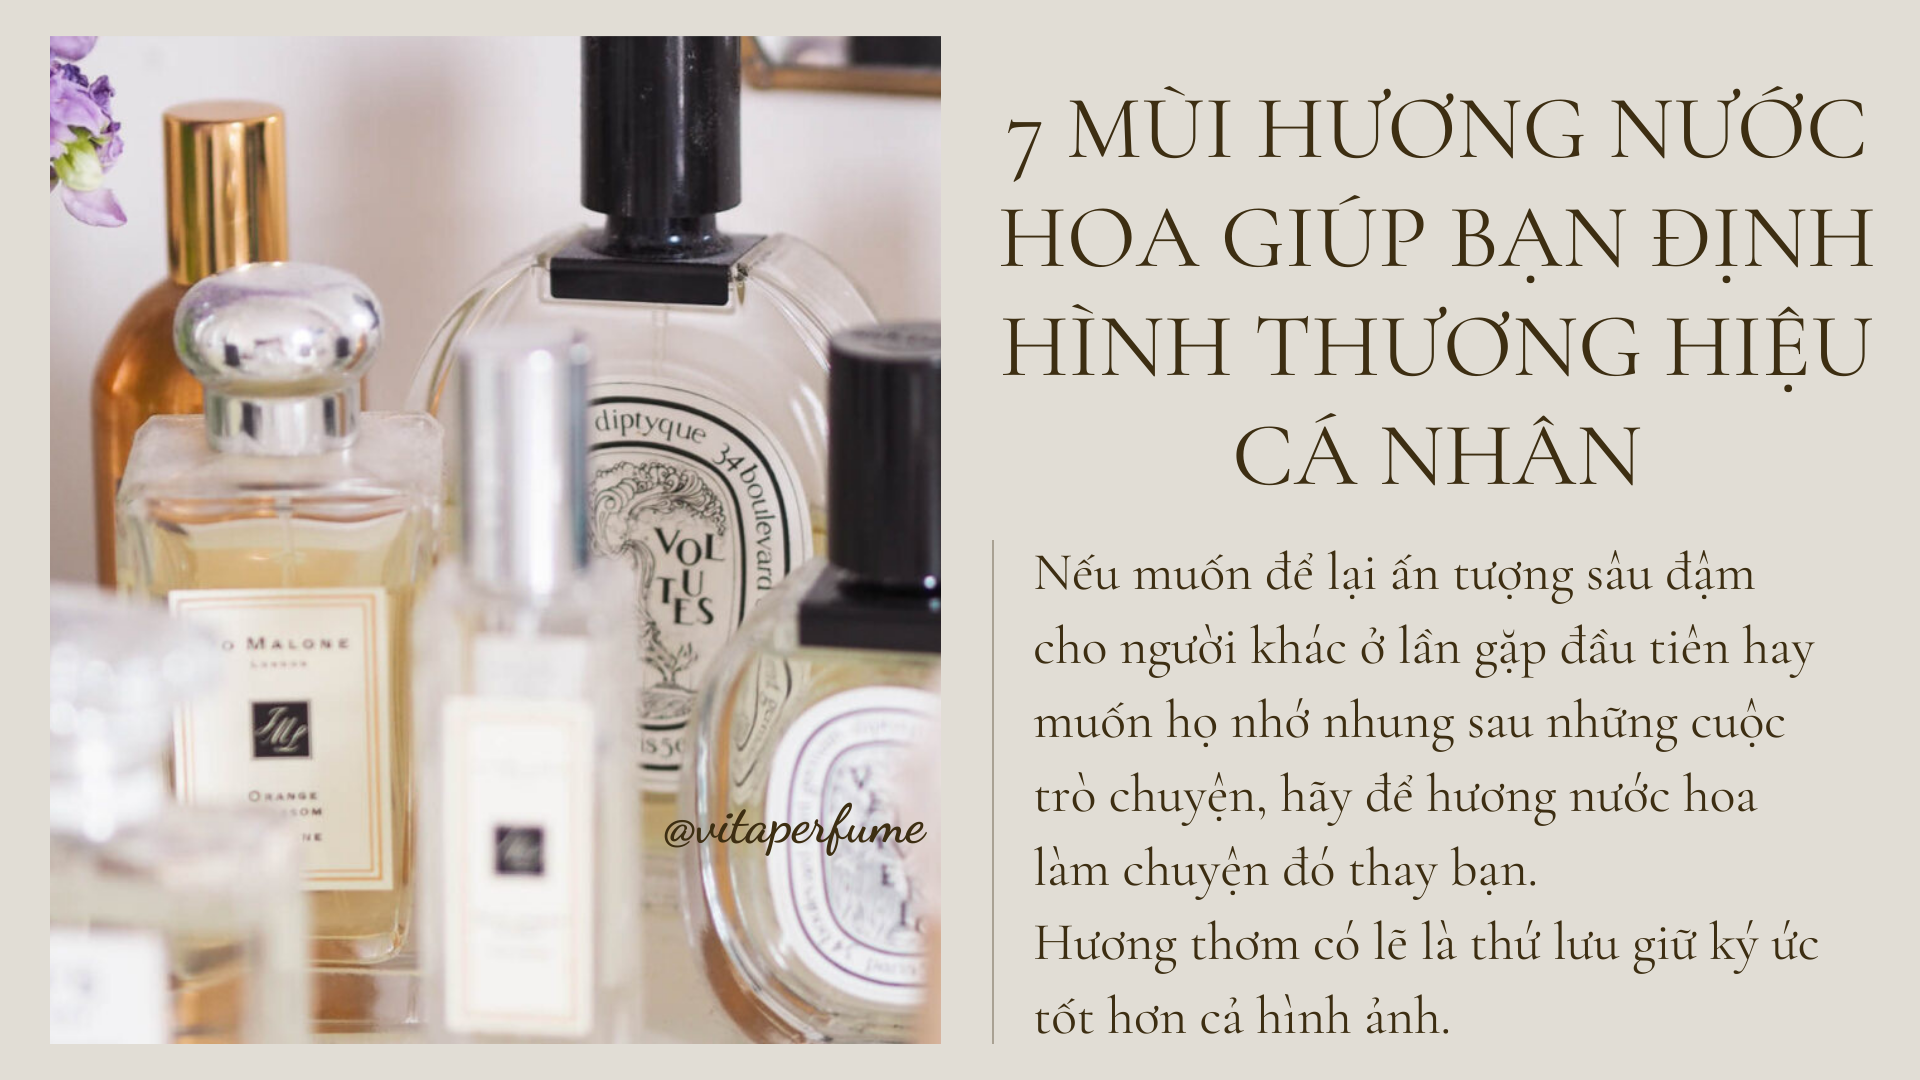 7 MÙI HƯƠNG NƯỚC
HOA GIÚP BẠN ĐỊNH
HÌNH THƯƠNG HIỆU
CÁ NHÂN
Nếu muốn để lại ấn tượng sâu đậm
cho người khác ở lần gặp đầu tiên hay
muốn họ nhớ nhung sau những cuộc
trò chuyện, hãy để hương nước hoa
làm chuyện đó thay bạn.
Hương thơm có lẽ là thứ lưu giữ ký ức
tốt hơn cả hình ảnh.
@vitaperfume
diptyque 34 boulevard
VOL
U
TES
MALONE
LONDON
ORANGE